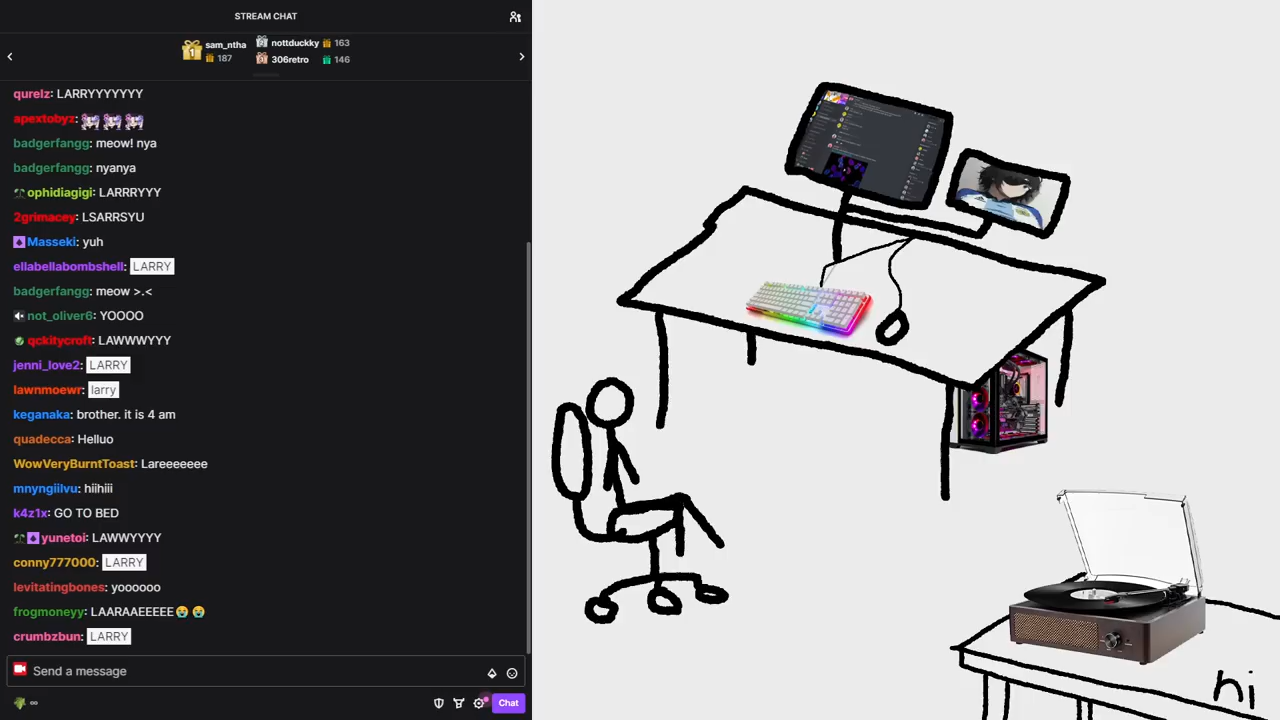 STREAM CHAT
sam_ntha
187
nottduckky 163
306retro 146
qurelz: LARRYYYYYYY
apextobyz:
badgerfangg: meow! nya
badgerfangg: nyanya
ophidiagigi: LARRRYYY
2grimacey: LSARRSYU
Masseki: yuh
ellabellabombshell: LARRY
badgerfangg: meow >.<
not_oliver6: YOOOO
qckitycroft: LAWWWYYY
jenni_love2: LARRY
lawnmoewr: larry
keganaka: brother. it is 4 am
quadecca: Helluo
WowVeryBurntToast: Lareeeeeee
mnyngiilvu: hiihiii
k4z1x: GO TO BED
yunetoi: LAWWYYYY
conny777000: LARRY
levitatingbones: yoooooo
frogmoneyy: LAARAAEEEEE😭 😭
crumbzbun: LARRY
Send a message
∞
Chat
hi